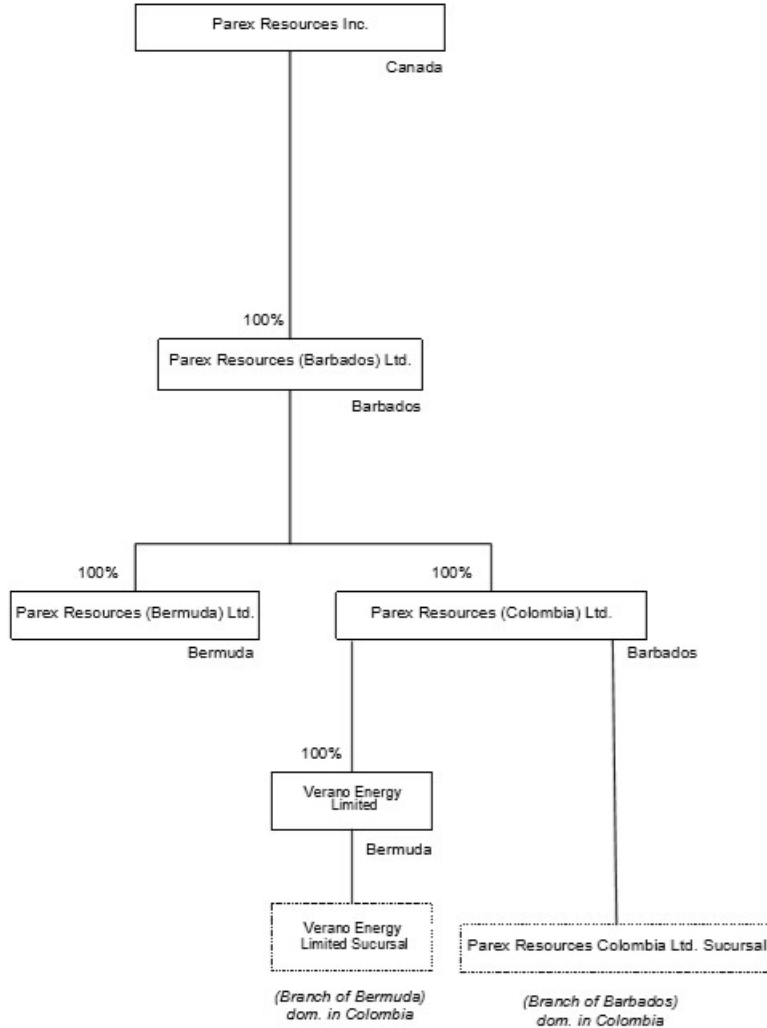 Parex Resources Inc.
Canada
100%
Parex Resources (Barbados) Ltd.
Barbados
100%
100%
Parex Resources (Bermuda) Ltd.
Parex Resources (Colombia) Ltd.
Bermuda
Barbados
100%
Verano Energy
Limited
Bermuda
Verano Energy
Limited Sucursal
Parex Resources Colombia Ltd. Sucursal
(Branch of Bermuda)
dom. in Colombia
(Branch of Barbados)
dom. in Colombia